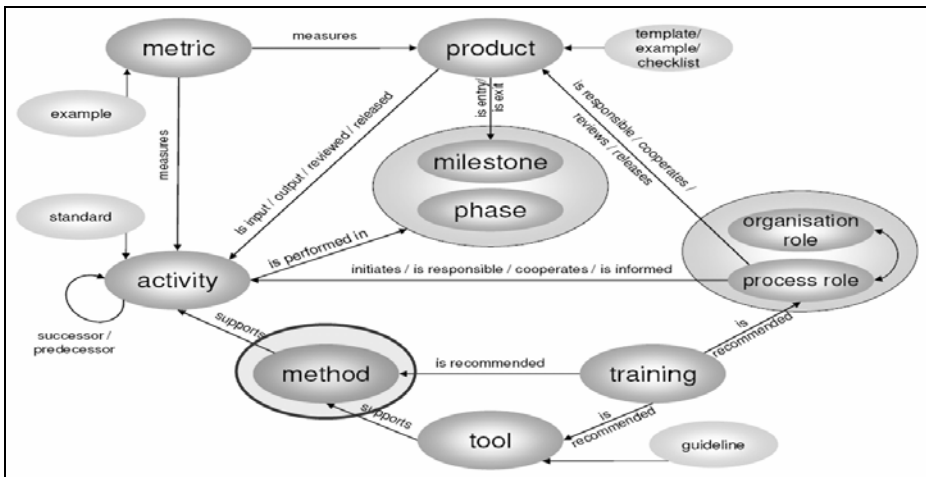 metric
measures
product
template/
example/
checklist
example
measures
is entry/
is exit
is responsible / cooperates /
reviews / releases
Is input / output / reviewed / released
milestone
phase
standard
organisation
role
is performed in
initiates / is responsible / cooperates / is informed
process role
activity
successor /
predecessor
supports
method
is recommended
training
is
recommended
supports
tool
is
recommended
guideline